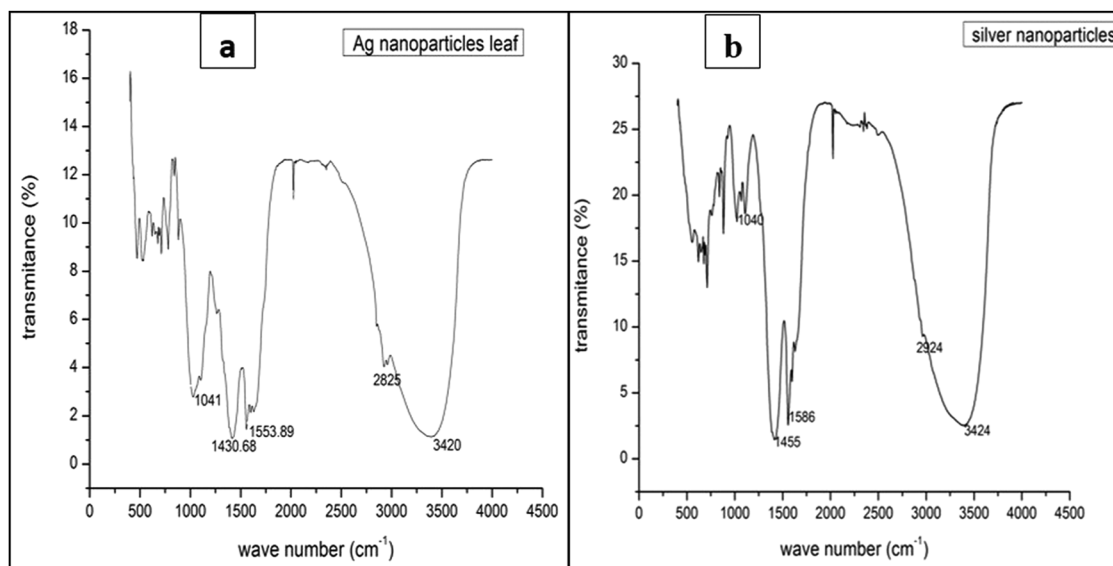 a
Ag nanoparticles leaf
18
16
14
12
10
8
6
4
2
0
transmitance (%)
1041
1430.68
1553.89
2825
3420
0 500 1000 1500 2000 2500 3000 3500 4000 4500
wave number (cm⁻¹)
b
silver nanoparticles
30
25
20
15
10
5
0
transmitance (%)
1040
1455
1586
2924
3424
0 500 1000 1500 2000 2500 3000 3500 4000 4500
wave number (cm⁻¹)